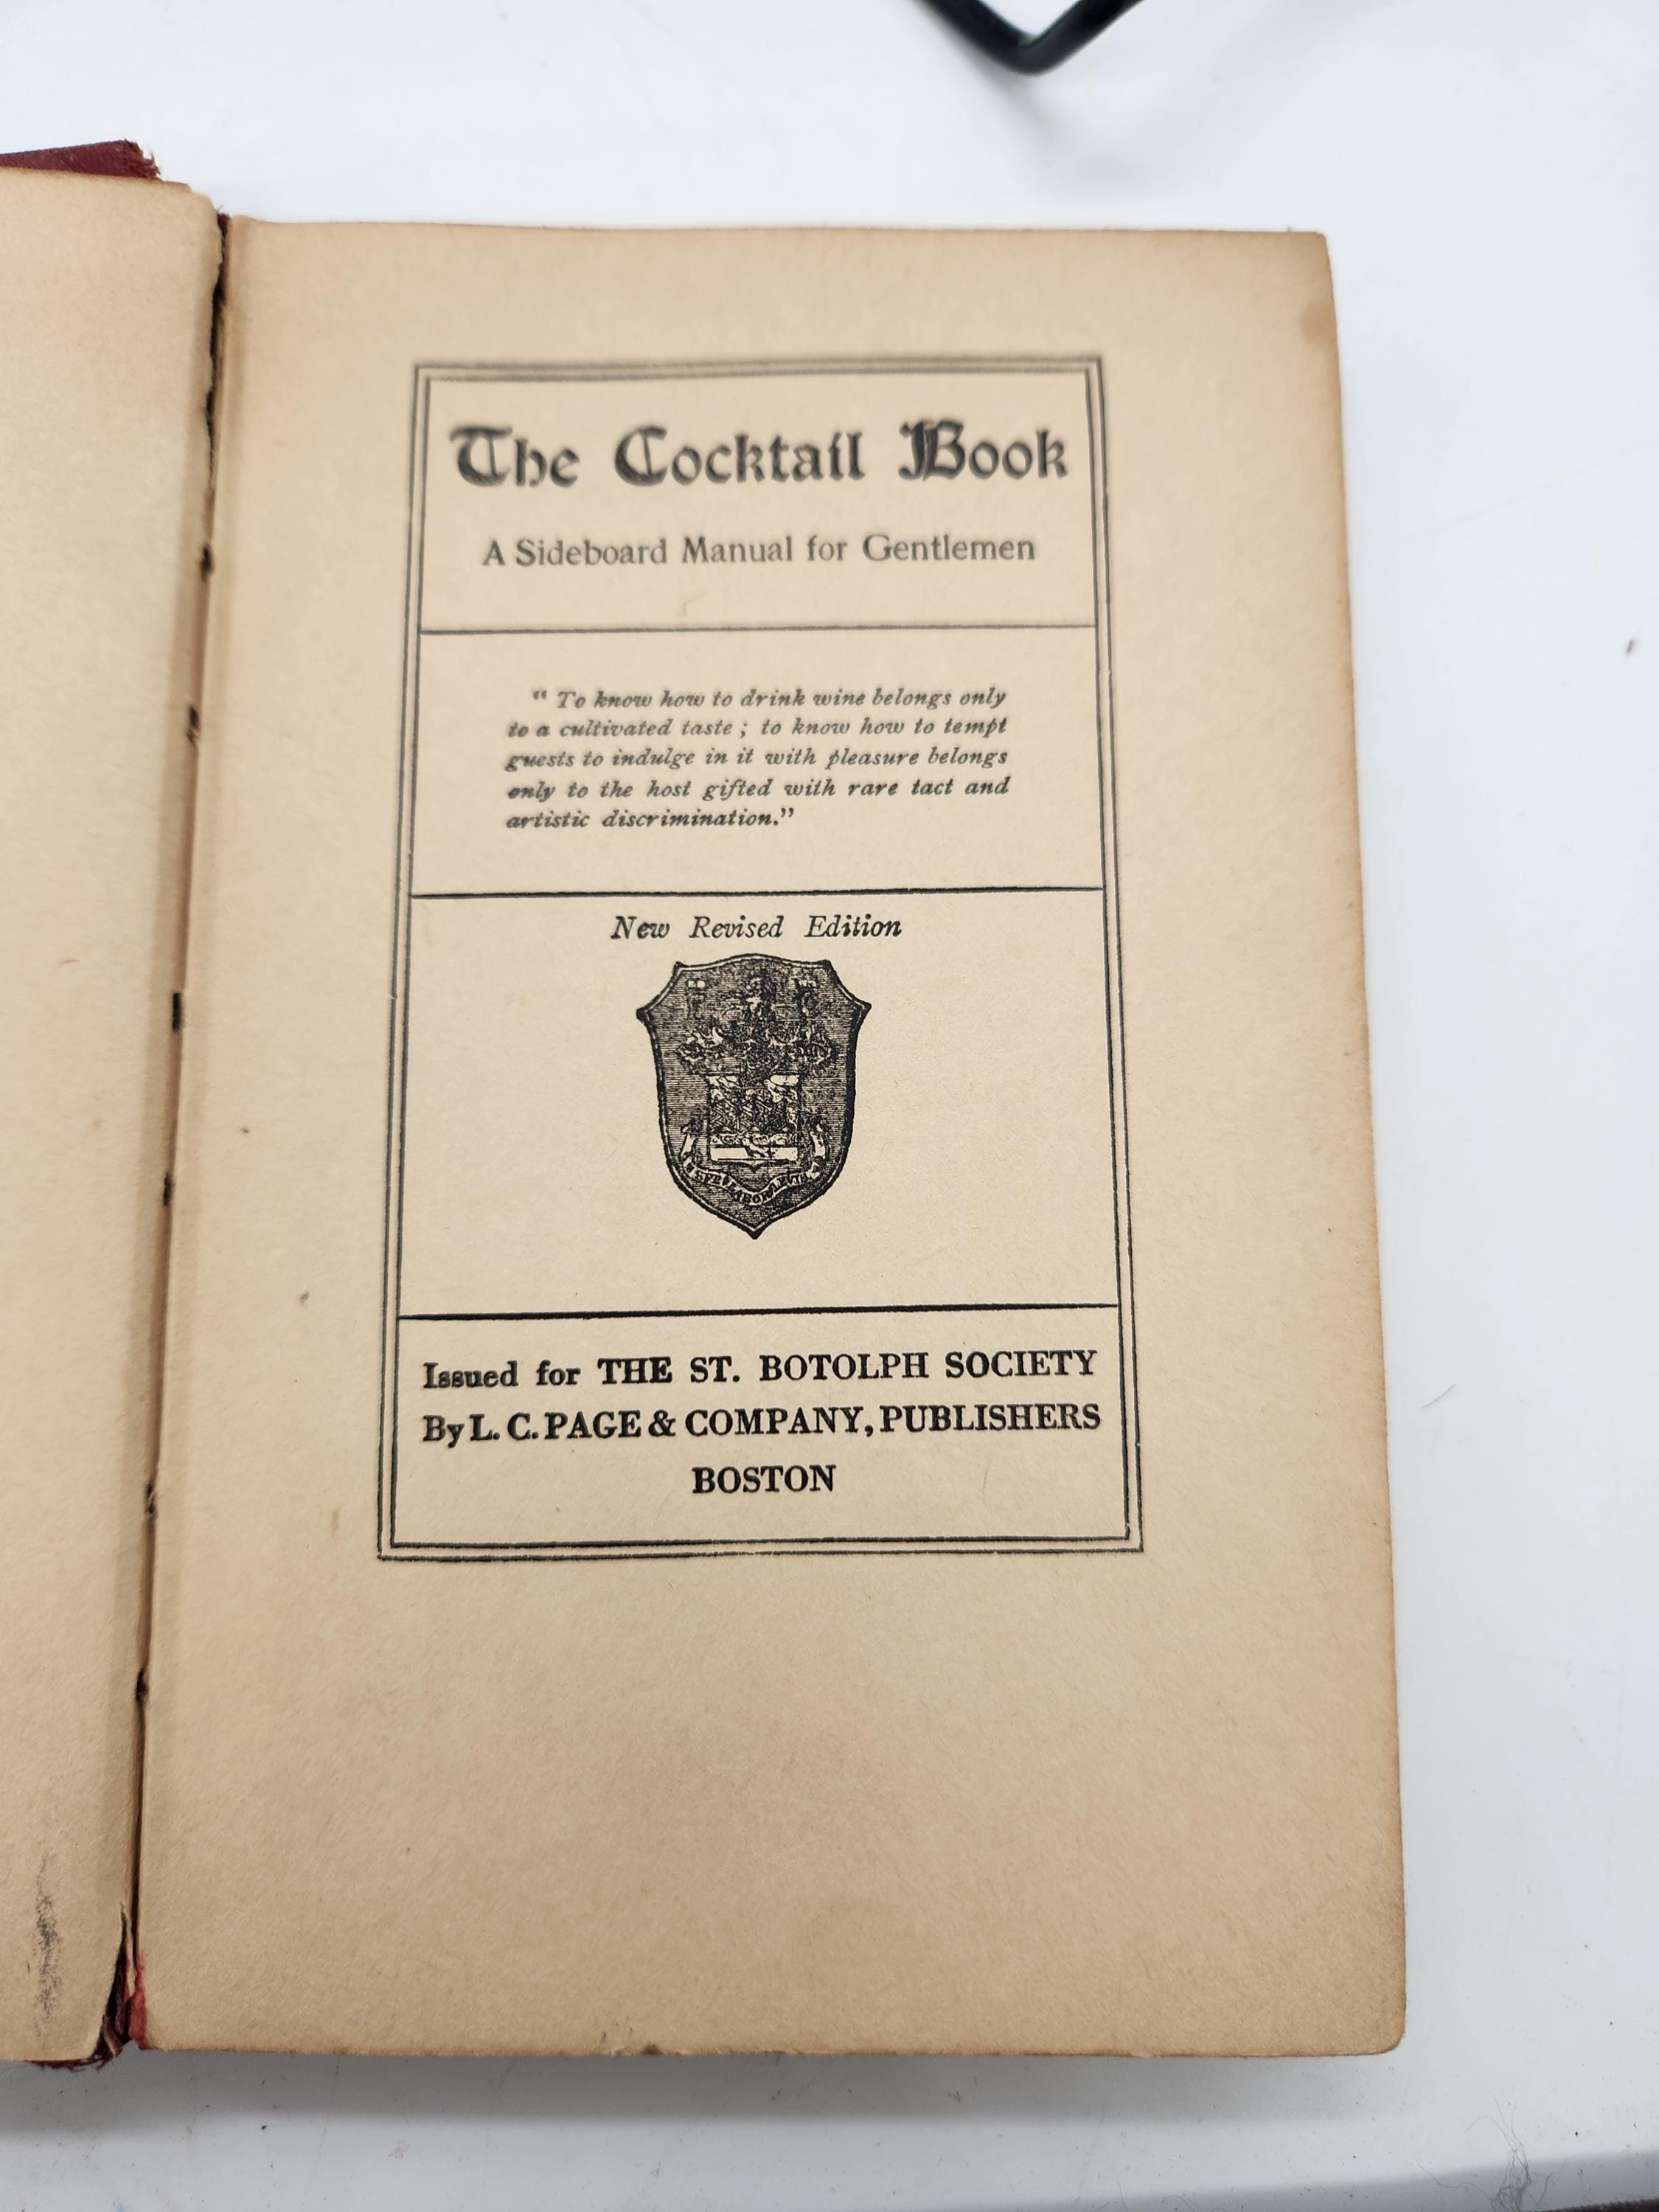 The Cocktail Book
A Sideboard Manual for Gentlemen
“ To know how to drink wine belongs only
to a cultivated taste ; to know how to tempt
guests to indulge in it with pleasure belongs
only to the host gifted with rare tact and
artistic discrimination.”
New Revised Edition
Issued for THE ST. BOTOLPH SOCIETY
By L. C. PAGE & COMPANY, PUBLISHERS
BOSTON